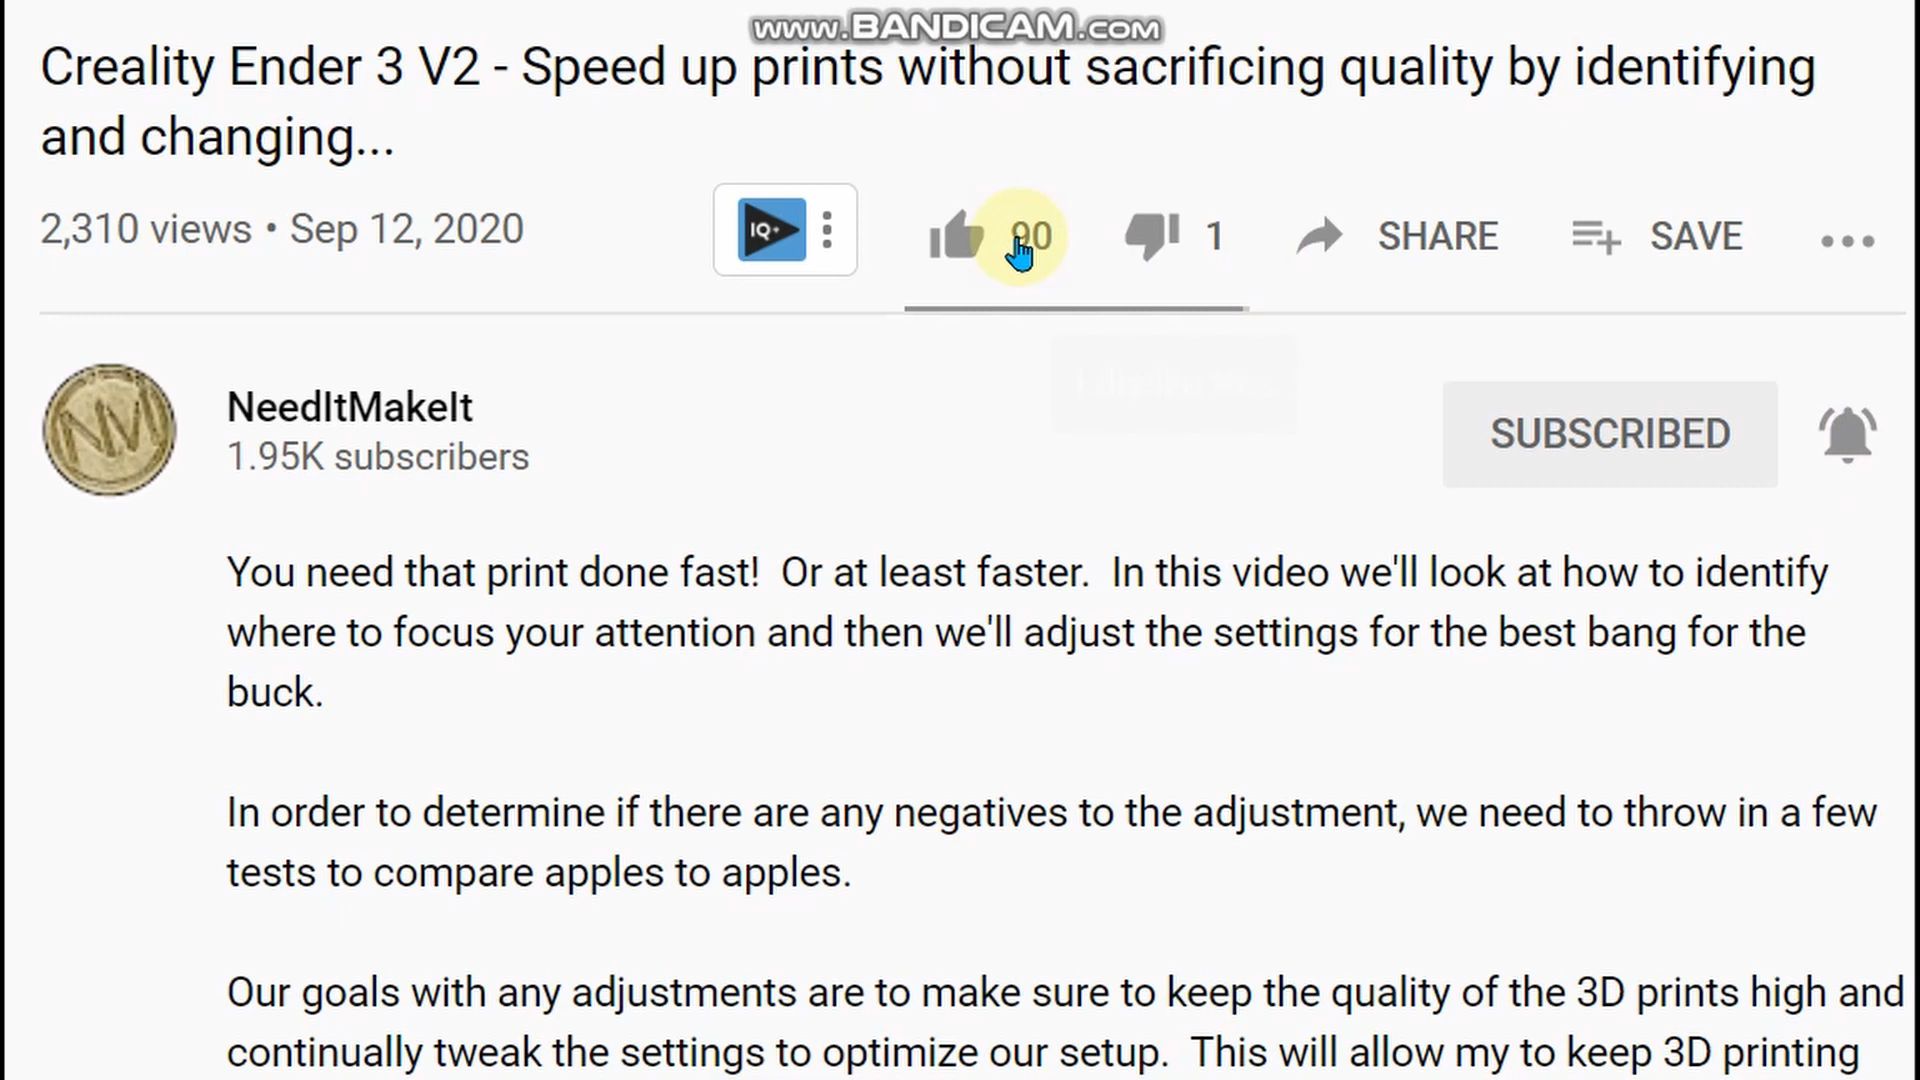 www.BANDICAM.com
Creality Ender 3 V2 - Speed up prints without sacrificing quality by identifying
and changing...
2,310 views • Sep 12, 2020
IQ+
90
1
SHARE
SAVE
NM
NeedItMakeIt
1.95K subscribers
SUBSCRIBED
You need that print done fast!  Or at least faster.  In this video we'll look at how to identify
where to focus your attention and then we'll adjust the settings for the best bang for the
buck.
In order to determine if there are any negatives to the adjustment, we need to throw in a few
tests to compare apples to apples.
Our goals with any adjustments are to make sure to keep the quality of the 3D prints high and
continually tweak the settings to optimize our setup.  This will allow my to keep 3D printing